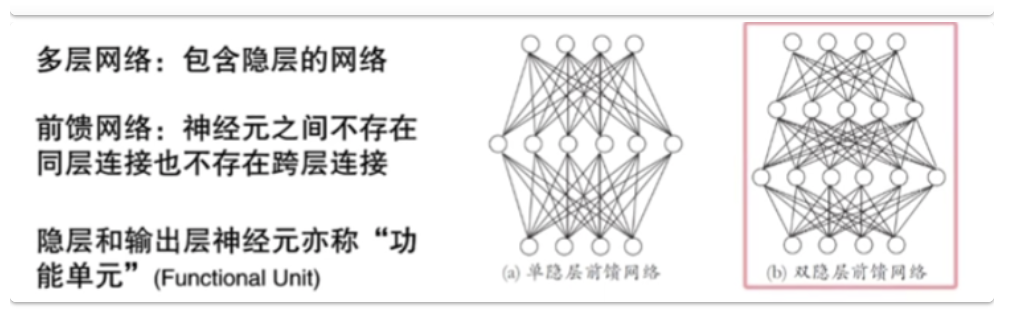 多层网络：包含隐层的网络
前馈网络：神经元之间不存在
同层连接也不存在跨层连接
隐层和输出层神经元亦称“功
能单元” (Functional Unit)
(a) 单隐层前馈网络
(b) 双隐层前馈网络